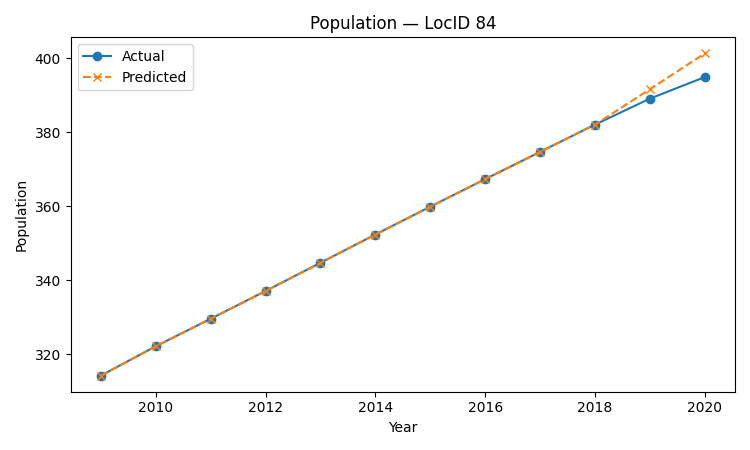 Population — LocID 84
Actual
Predicted
400
380
360
340
320
Population
2010 2012 2014 2016 2018 2020
Year